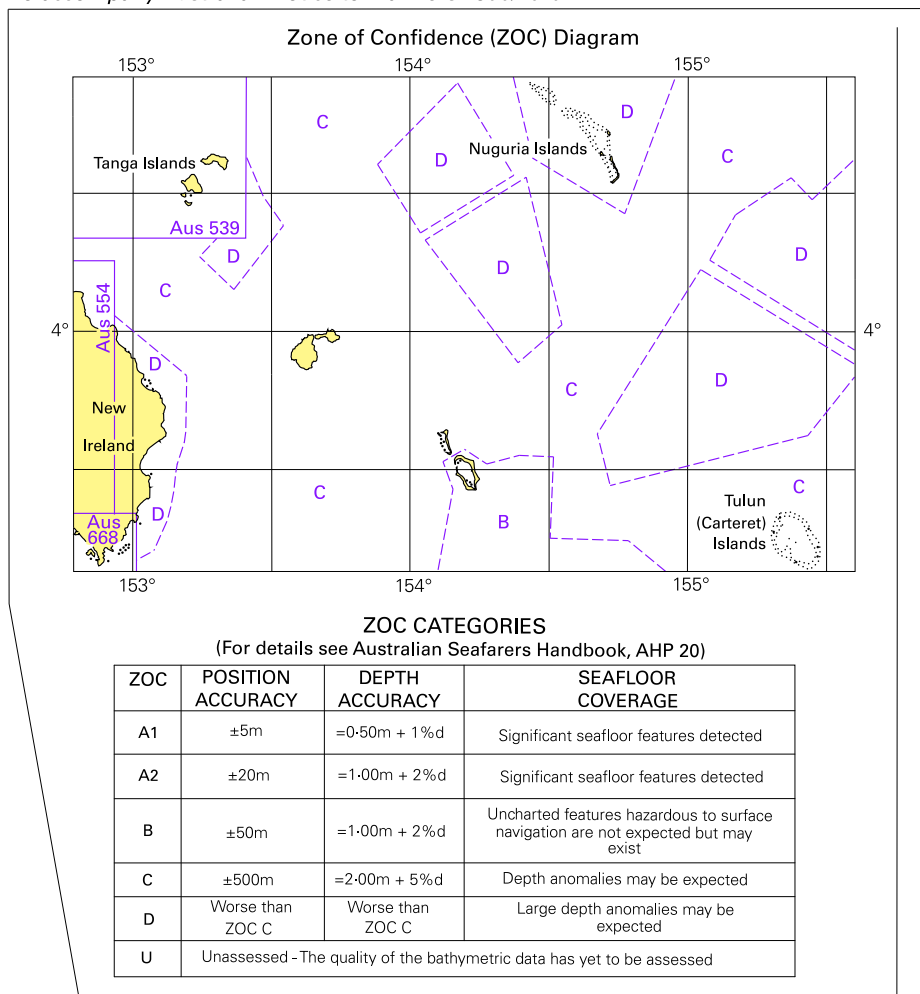 Zone of Confidence (ZOC) Diagram
153° 154° 155°
C
D
D
Nuguria Islands
C
Tanga Islands
Aus 539
D
D
D
C
Aus 554
4° 4°
D
D
C
New
Ireland
C
C
Tulun
(Carteret)
Islands
D
B
Aus
668
153° 154° 155°
ZOC CATEGORIES
(For details see Australian Seafarers Handbook, AHP 20)
ZOC POSITION ACCURACY DEPTH ACCURACY SEAFLOOR COVERAGE
A1 ±5m =0·50m + 1%d Significant seafloor features detected
A2 ±20m =1·00m + 2%d Significant seafloor features detected
B ±50m =1·00m + 2%d Uncharted features hazardous to surface navigation are not expected but may exist
C ±500m =2·00m + 5%d Depth anomalies may be expected
D Worse than ZOC C Worse than ZOC C Large depth anomalies may be expected
U Unassessed - The quality of the bathymetric data has yet to be assessed